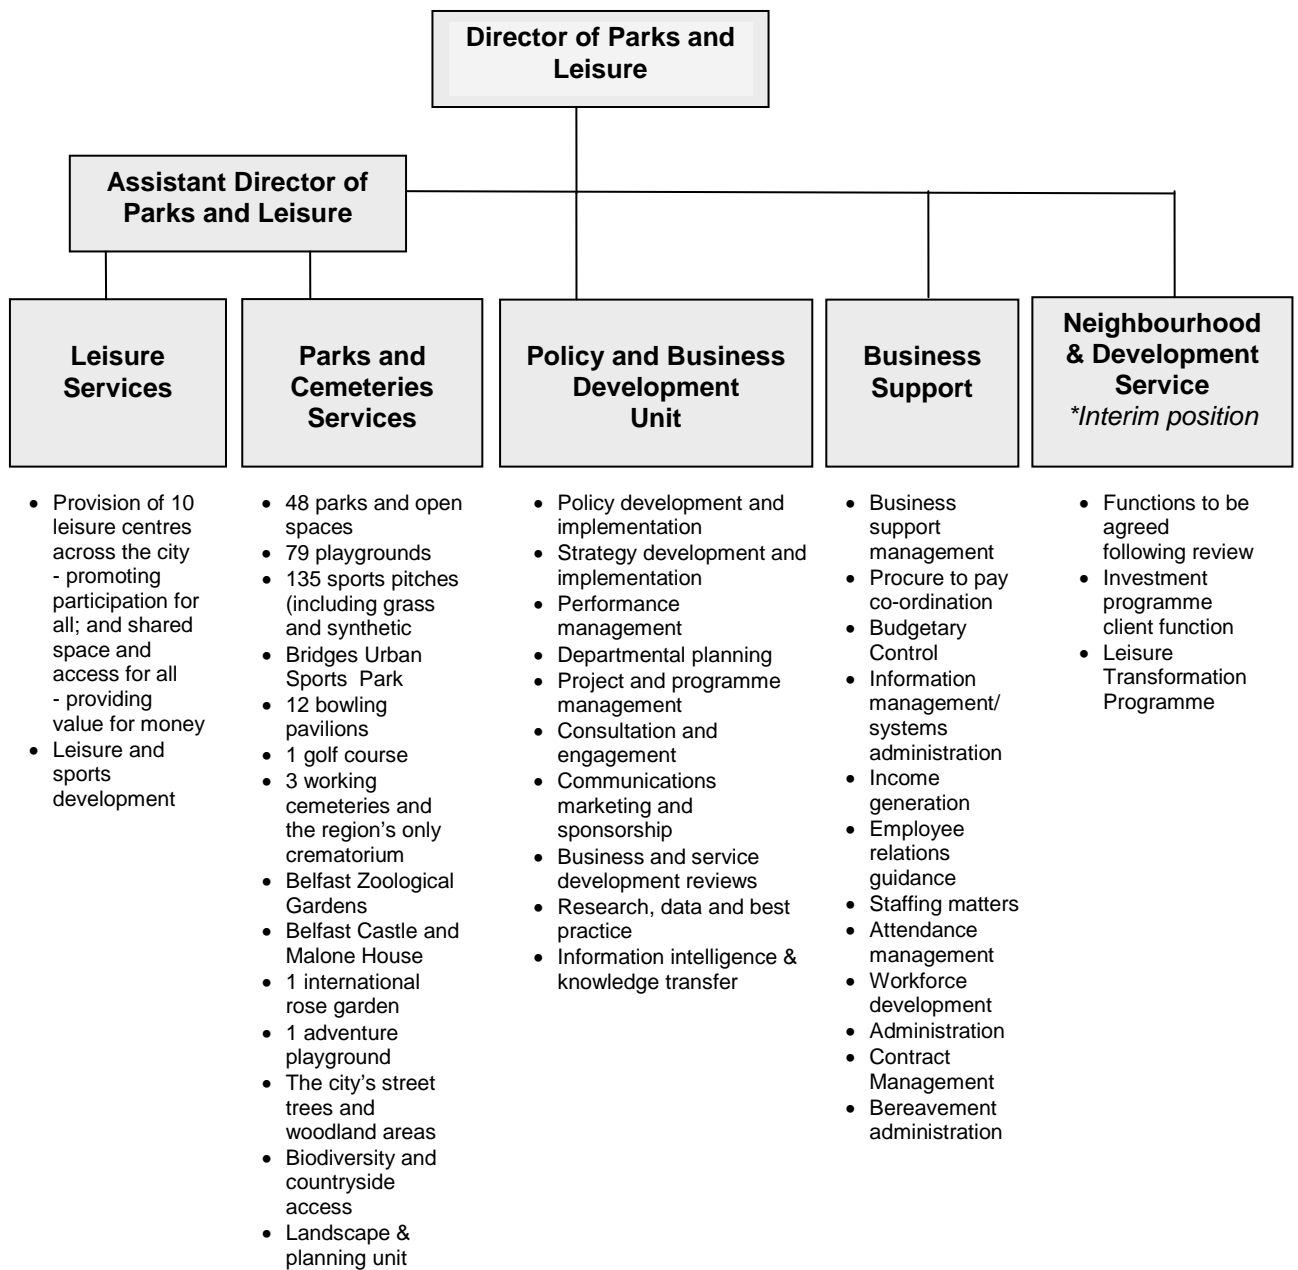 Director of Parks and
Leisure
Assistant Director of
Parks and Leisure
Leisure
Services
Parks and
Cemeteries
Services
Policy and Business
Development
Unit
Business
Support
Neighbourhood
& Development
Service
*Interim position
• Provision of 10
leisure centres
across the city
- promoting
participation for
all; and shared
space and
access for all
- providing
value for money
• Leisure and
sports
development
• 48 parks and open
spaces
• 79 playgrounds
• 135 sports pitches
(including grass
and synthetic
• Bridges Urban
Sports Park
• 12 bowling
pavilions
• 1 golf course
• 3 working
cemeteries and
the region’s only
crematorium
• Belfast Zoological
Gardens
• Belfast Castle and
Malone House
• 1 international
rose garden
• 1 adventure
playground
• The city’s street
trees and
woodland areas
• Biodiversity and
countryside
access
• Landscape &
planning unit
• Policy development and
implementation
• Strategy development and
implementation
• Performance
management
• Departmental planning
• Project and programme
management
• Consultation and
engagement
• Communications
marketing and
sponsorship
• Business and service
development reviews
• Research, data and best
practice
• Information intelligence &
knowledge transfer
• Business
support
management
• Procure to pay
co-ordination
• Budgetary
Control
• Information
management/
systems
administration
• Income
generation
• Employee
relations
guidance
• Staffing matters
• Attendance
management
• Workforce
development
• Administration
• Contract
Management
• Bereavement
administration
• Functions to be
agreed
following review
• Investment
programme
client function
• Leisure
Transformation
Programme